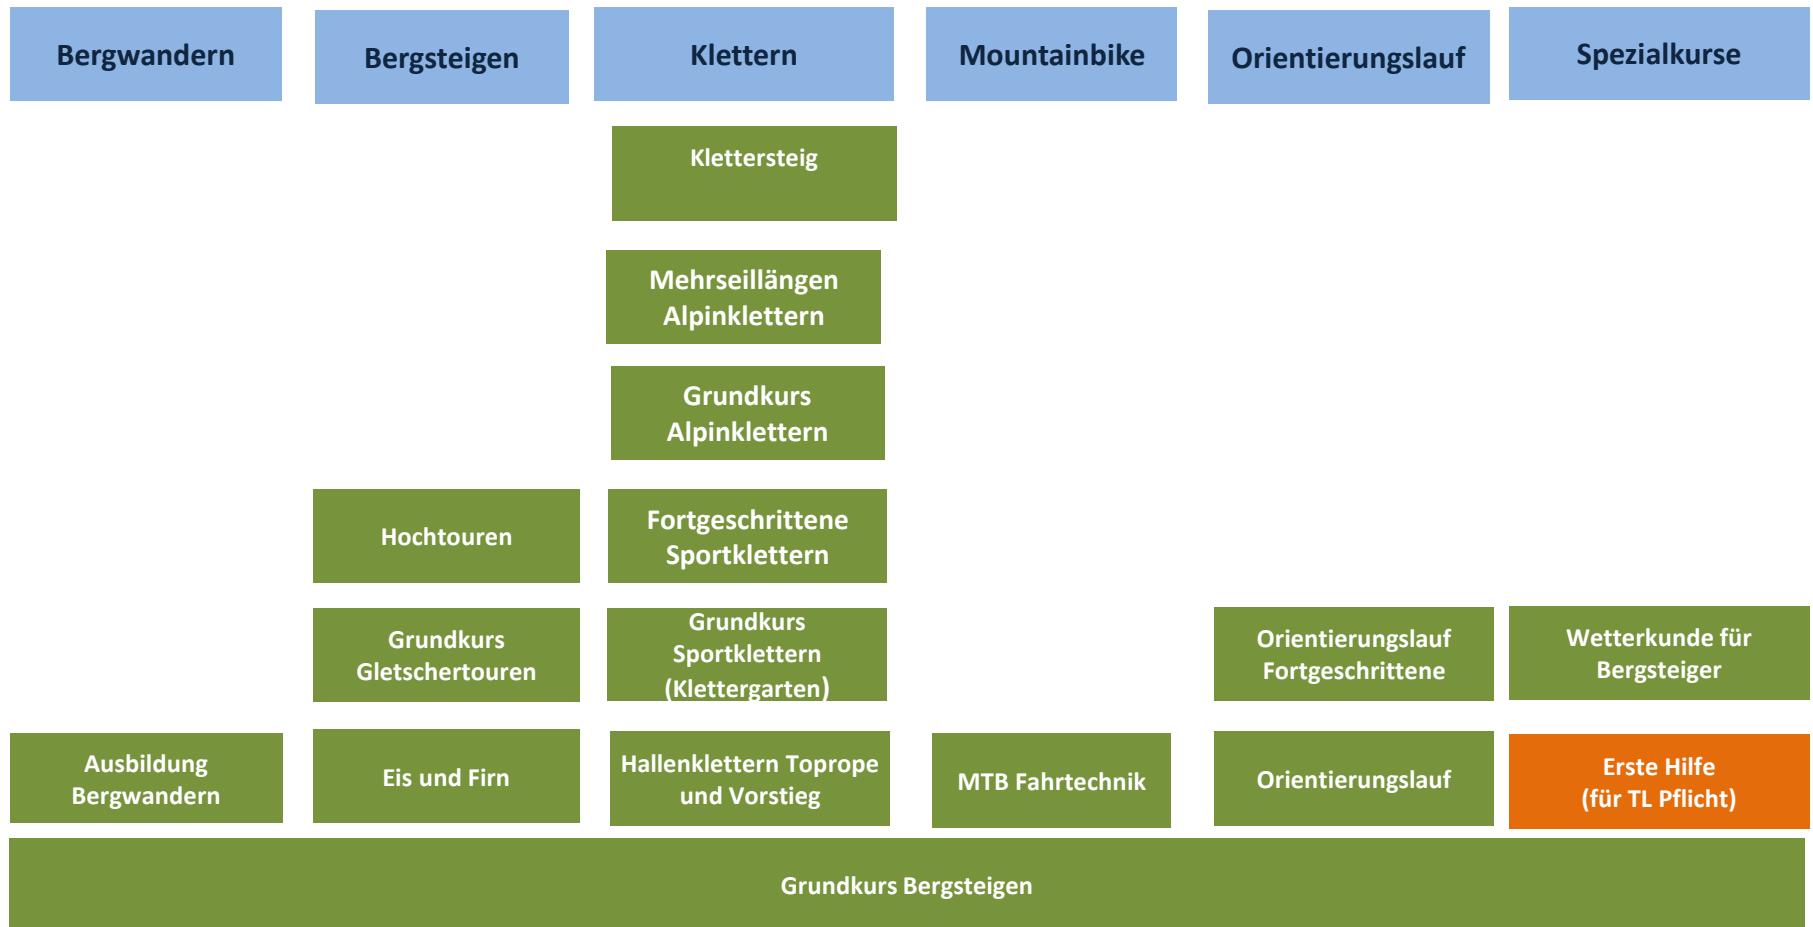 Bergwandern
Bergsteigen
Klettern
Mountainbike
Orientierungslauf
Spezialkurse
Klettersteig
Mehrseillängen
Alpinklettern
Grundkurs
Alpinklettern
Hochtouren
Fortgeschrittene
Sportklettern
Grundkurs
Gletschertouren
Grundkurs
Sportklettern
(Klettergarten)
Orientierungslauf
Fortgeschrittene
Wetterkunde für
Bergsteiger
Ausbildung
Bergwandern
Eis und Firn
Hallenklettern Toprope
und Vorstieg
MTB Fahrtechnik
Orientierungslauf
Erste Hilfe
(für TL Pflicht)
Grundkurs Bergsteigen